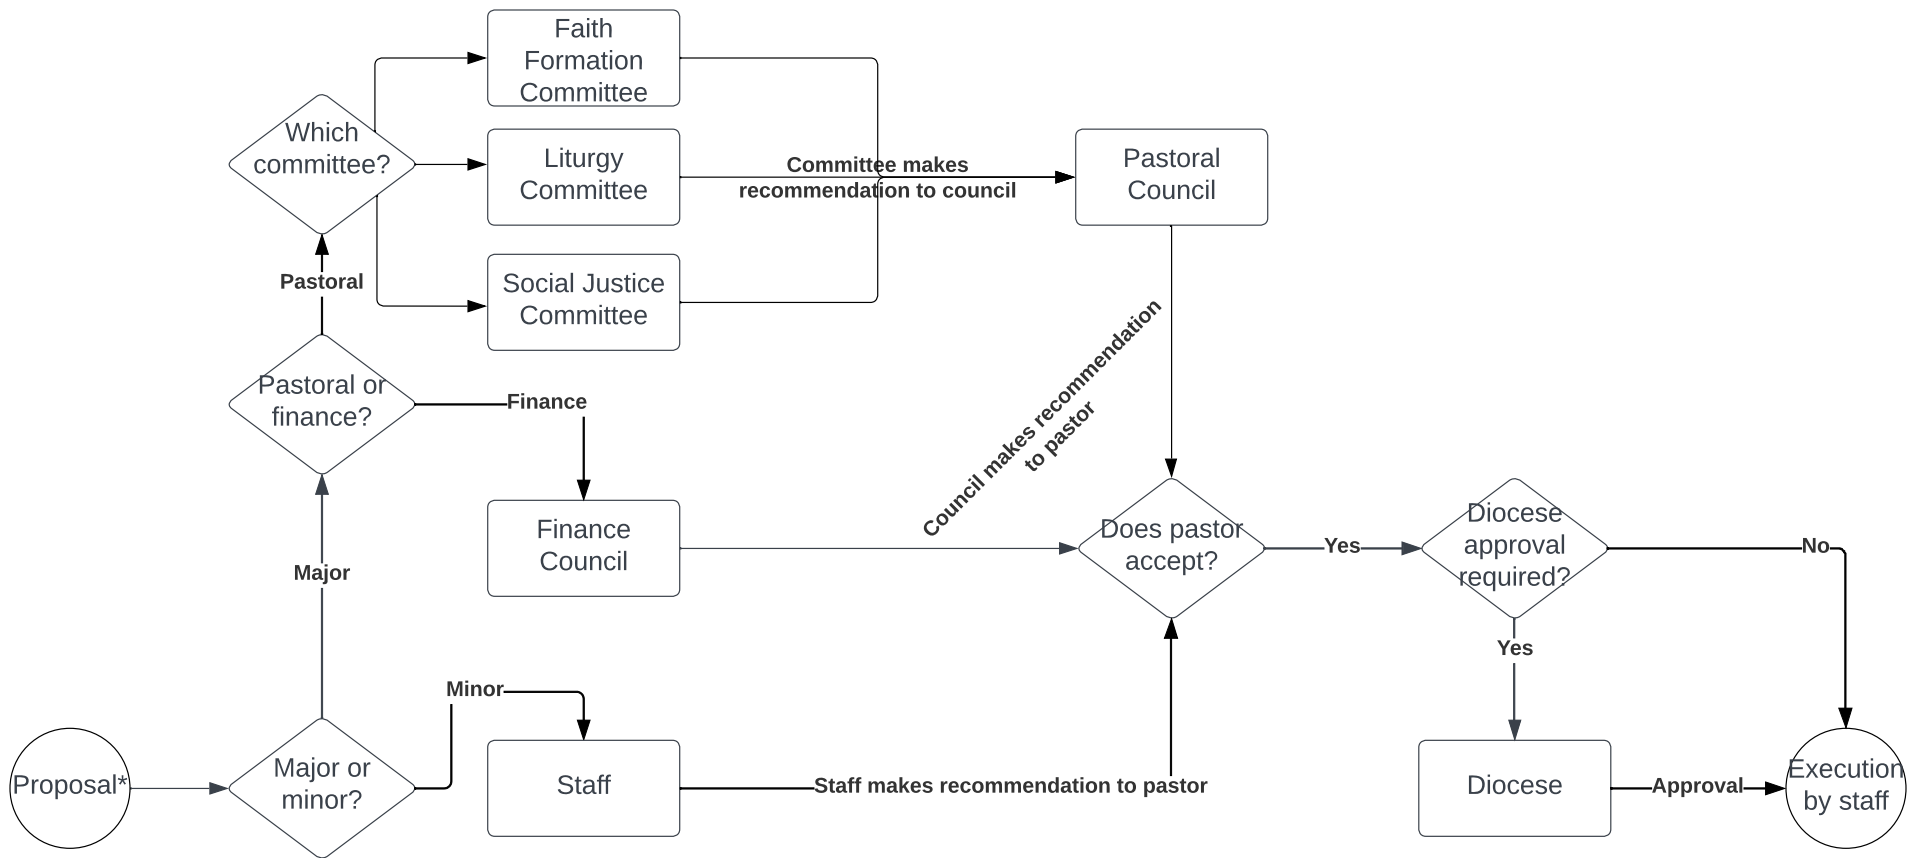 Faith
Formation
Committee
Which
committee?
Liturgy
Committee
Committee makes
recommendation to council
Pastoral
Council
Social Justice
Committee
Pastoral
Pastoral or
finance?
Finance
Council makes recommendation
to pastor
Finance
Council
Does pastor
accept?
Yes
Diocese
approval
required?
No
Major
Yes
Minor
Proposal*
Major or
minor?
Staff
Staff makes recommendation to pastor
Diocese
Approval
Execution
by staff